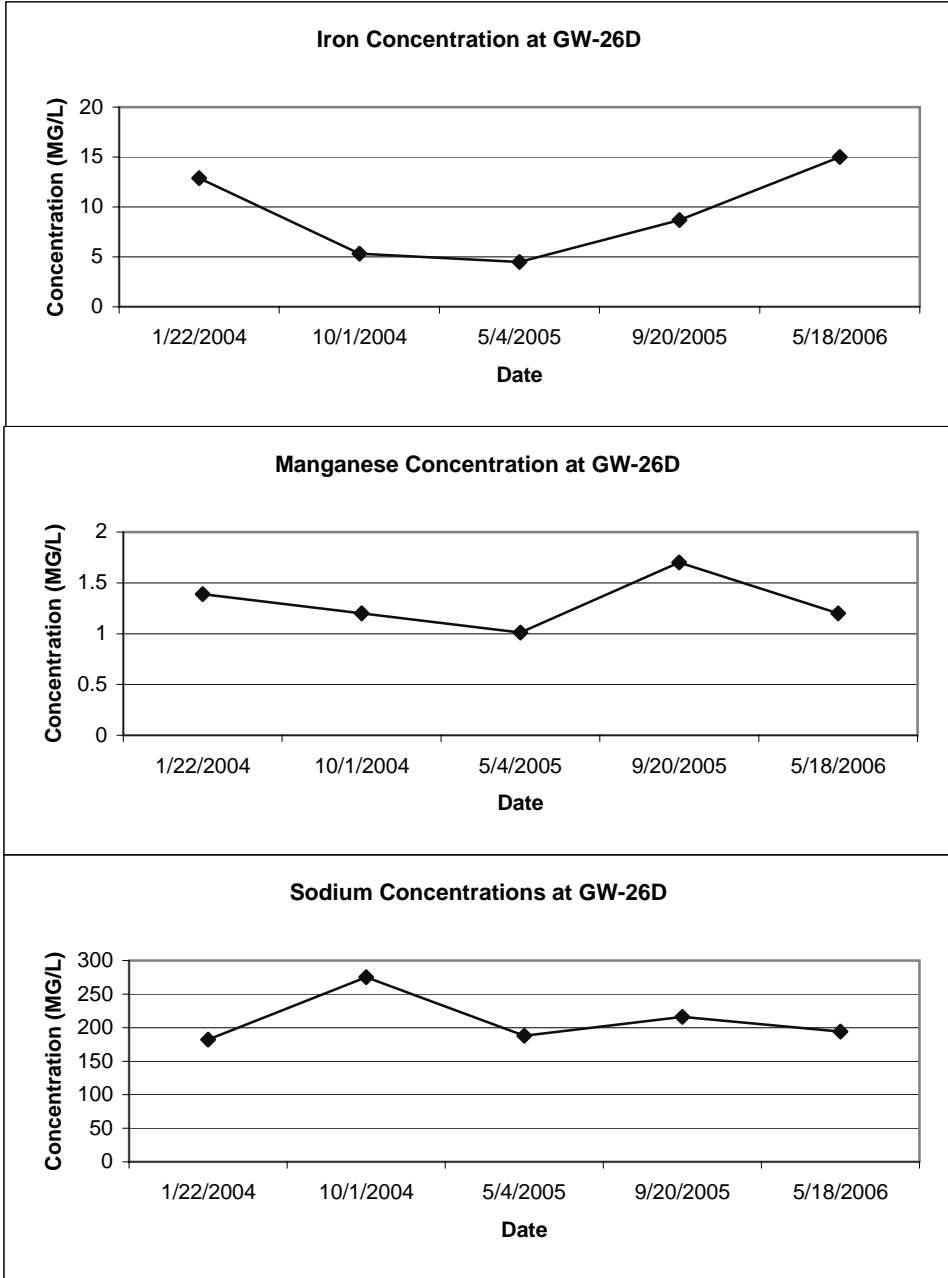 Iron Concentration at GW-26D
Concentration (MG/L)
20
15
10
5
0
1/22/2004 10/1/2004 5/4/2005 9/20/2005 5/18/2006
Date
Manganese Concentration at GW-26D
Concentration (MG/L)
2
1.5
1
0.5
0
1/22/2004 10/1/2004 5/4/2005 9/20/2005 5/18/2006
Date
Sodium Concentrations at GW-26D
Concentration (MG/L)
300
250
200
150
100
50
0
1/22/2004 10/1/2004 5/4/2005 9/20/2005 5/18/2006
Date